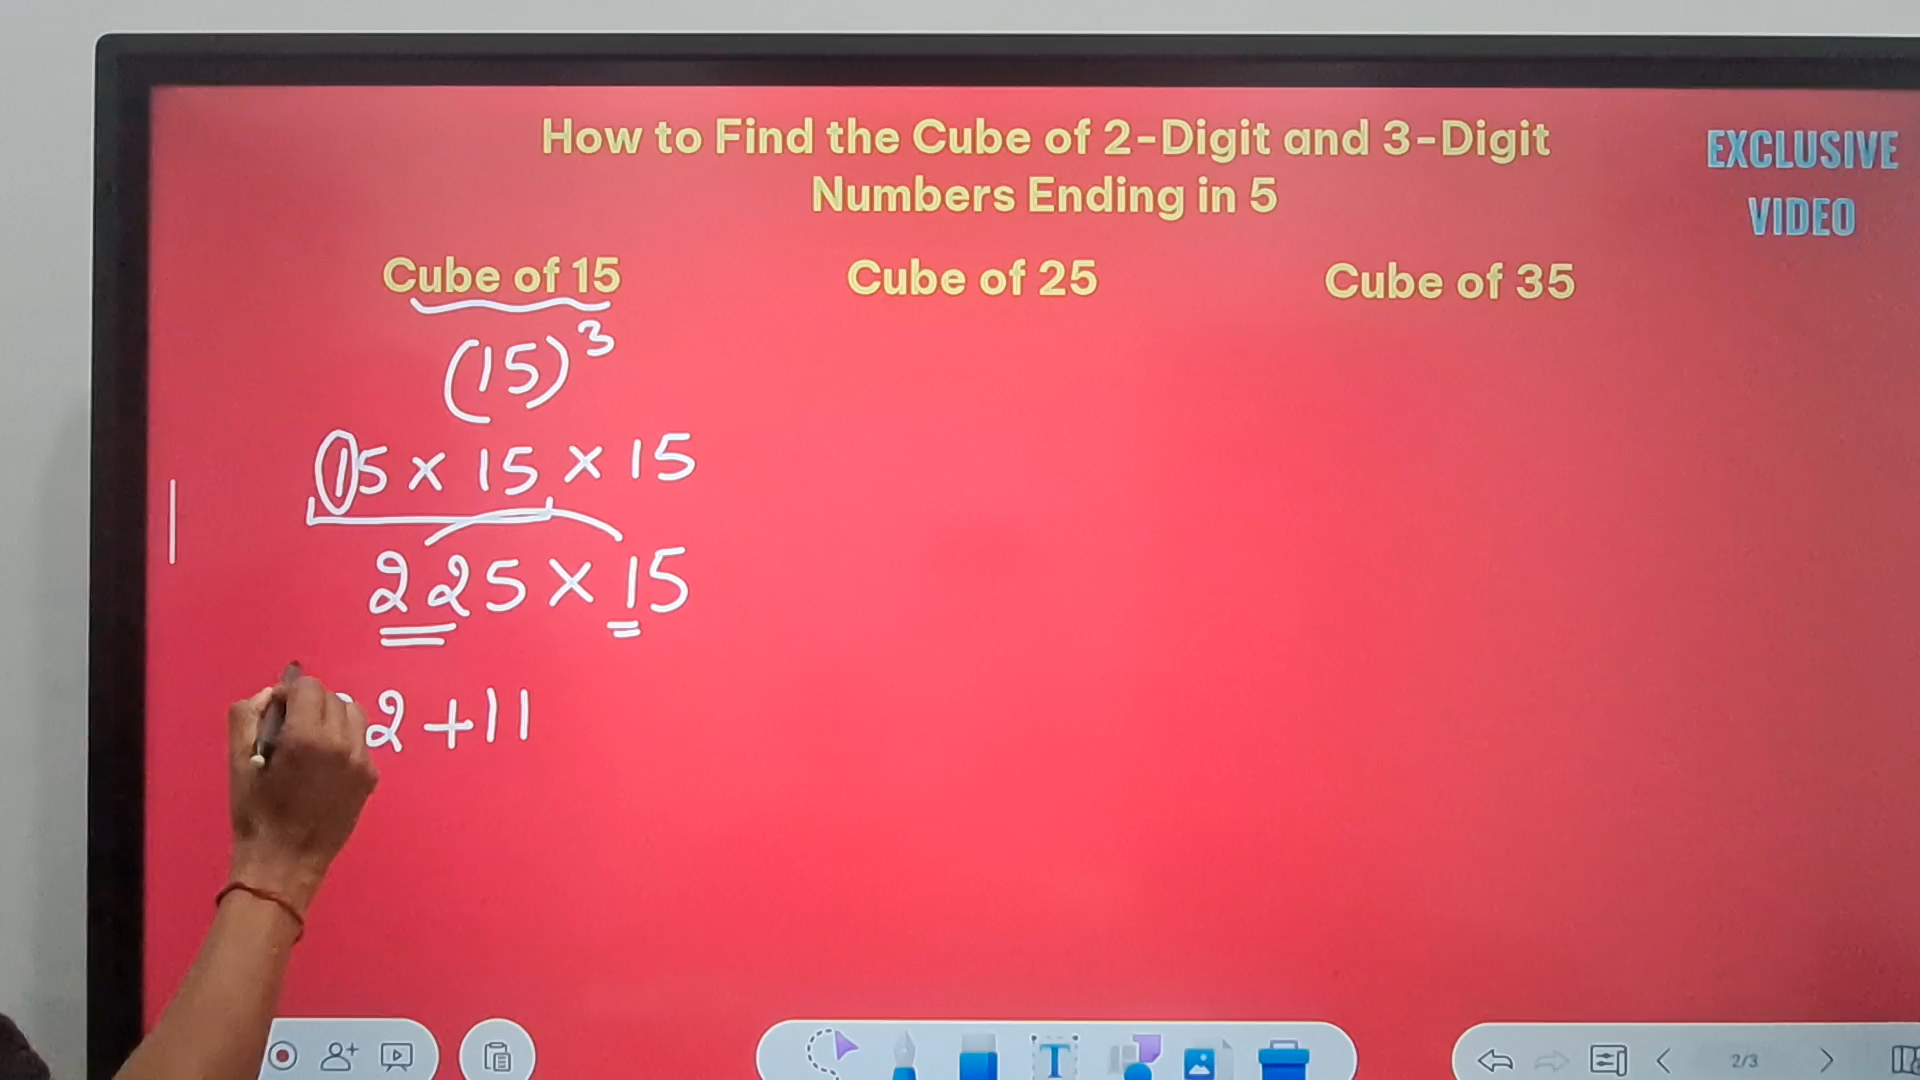 How to Find the Cube of 2-Digit and 3-Digit
Numbers Ending in 5
EXCLUSIVE
VIDEO
Cube of 15
(15)³
15 × 15 × 15
225 × 15
2 + 11
Cube of 25
Cube of 35
T
2/3